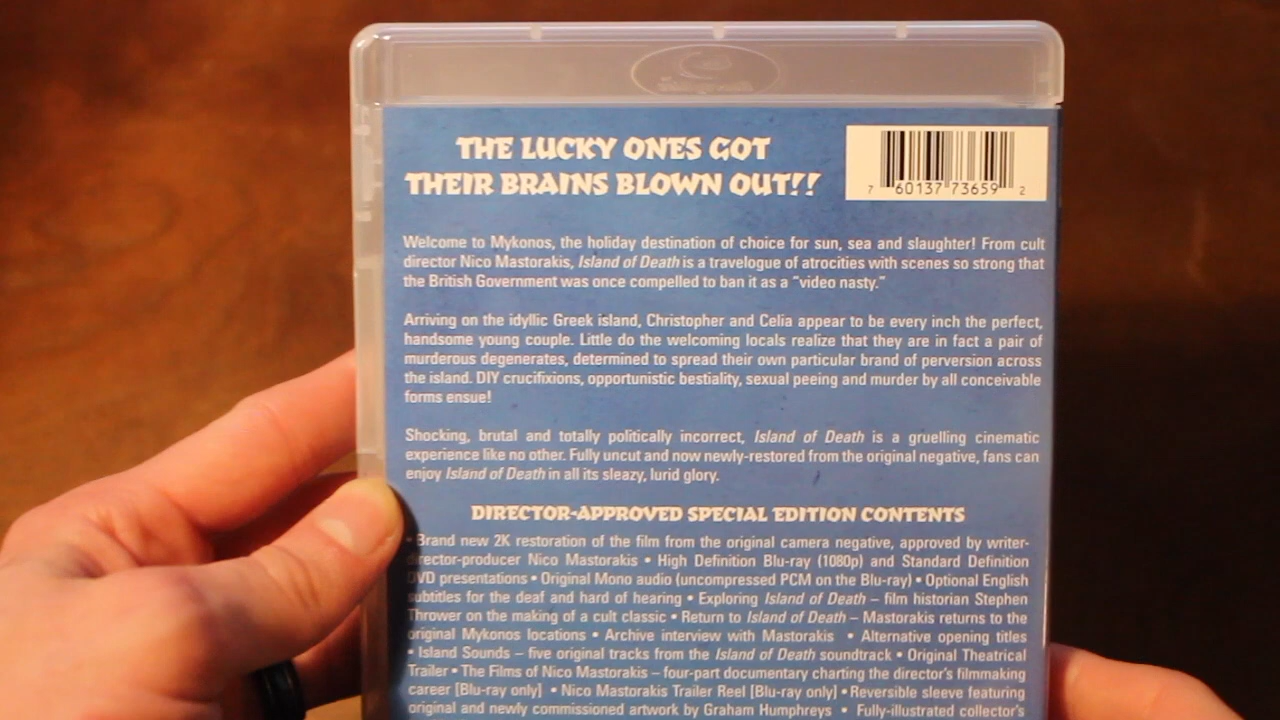 THE LUCKY ONES GOT
THEIR BRAINS BLOWN OUT!!
7 60137 73659 2
Welcome to Mykonos, the holiday destination of choice for sun, sea and slaughter! From cult
director Nico Mastorakis, Island of Death is a travelogue of atrocities with scenes so strong that
the British Government was once compelled to ban it as a "video nasty."
Arriving on the idyllic Greek island, Christopher and Celia appear to be every inch the perfect,
handsome young couple. Little do the welcoming locals realize that they are in fact a pair of
murderous degenerates, determined to spread their own particular brand of perversion across
the island. DIY crucifixions, opportunistic bestiality, sexual peeing and murder by all conceivable
forms ensue!
Shocking, brutal and totally politically incorrect, Island of Death is a gruelling cinematic
experience like no other. Fully uncut and now newly-restored from the original negative, fans can
enjoy Island of Death in all its sleazy, lurid glory.
DIRECTOR-APPROVED SPECIAL EDITION CONTENTS
• Brand new 2K restoration of the film from the original camera negative, approved by writer-
director-producer Nico Mastorakis • High Definition Blu-ray (1080p) and Standard Definition
DVD presentations • Original Mono audio (uncompressed PCM on the Blu-ray) • Optional English
subtitles for the deaf and hard of hearing • Exploring Island of Death – film historian Stephen
Thrower on the making of a cult classic • Return to Island of Death – Mastorakis returns to the
original Mykonos locations • Archive interview with Mastorakis • Alternative opening titles
• Island Sounds – five original tracks from the Island of Death soundtrack • Original Theatrical
Trailer • The Films of Nico Mastorakis – four-part documentary charting the director's filmmaking
career [Blu-ray only] • Nico Mastorakis Trailer Reel [Blu-ray only] • Reversible sleeve featuring
original and newly commissioned artwork by Graham Humphreys • Fully-illustrated collector's